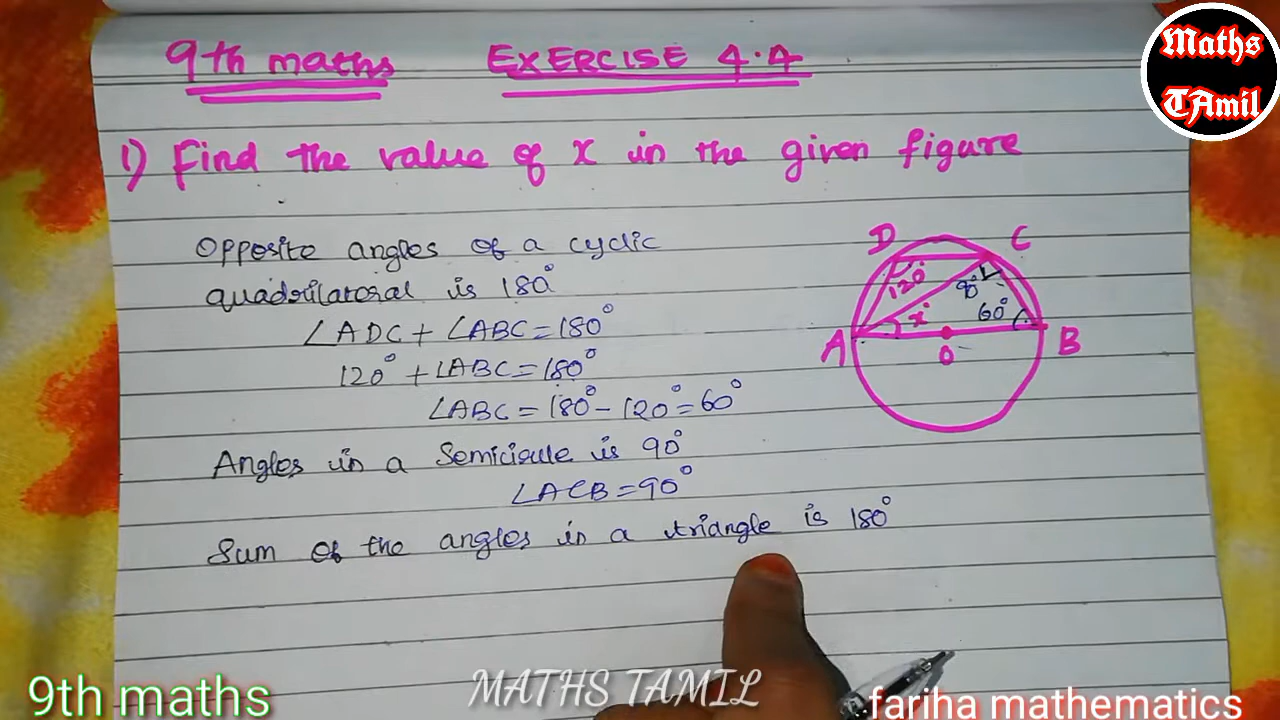 9th maths EXERCISE 4.4
Maths
TAmil
1) Find the value of x in the given figure
Opposite angles of a cyclic
quadrilateral is 180°
∠ADC + ∠ABC = 180°
120° + ∠ABC = 180°
∠ABC = 180° - 120° = 60°
Angles in a Semicircle is 90°
∠ACB = 90°
Sum of the angles in a triangle is 180°
D C
120° 90°
x° 60°
A O B
9th maths
MATHS TAMIL
fariha mathematics